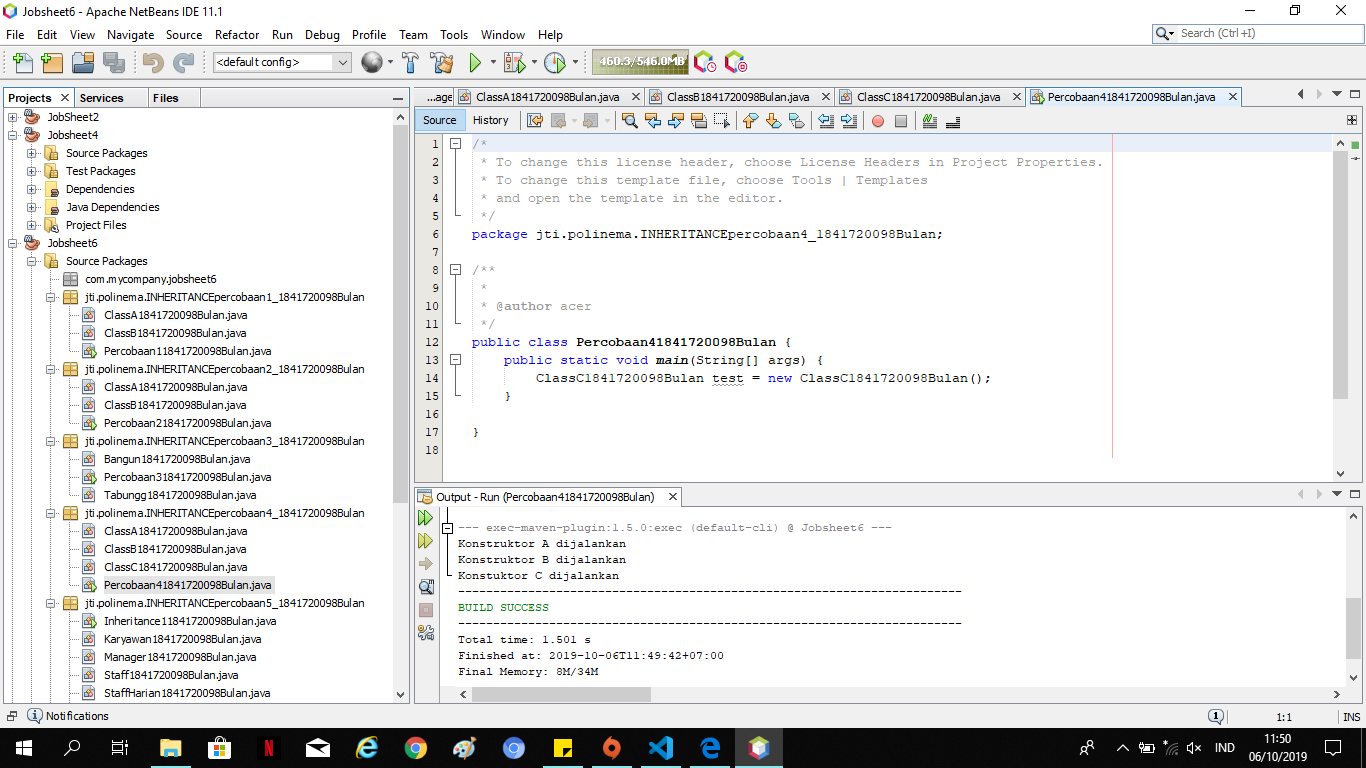 Jobsheet6 - Apache NetBeans IDE 11.1
File Edit View Navigate Source Refactor Run Debug Profile Team Tools Window Help
Search (Ctrl+I)
<default config>
460.3/546.0MB
Projects Services Files
JobSheet2
Jobsheet4
Source Packages
Test Packages
Dependencies
Java Dependencies
Project Files
Jobsheet6
Source Packages
com.mycompany.jobsheet6
jti.polinema.INHERITANCEpercobaan1_1841720098Bulan
ClassA1841720098Bulan.java
ClassB1841720098Bulan.java
Percobaan11841720098Bulan.java
jti.polinema.INHERITANCEpercobaan2_1841720098Bulan
ClassA1841720098Bulan.java
ClassB1841720098Bulan.java
Percobaan21841720098Bulan.java
jti.polinema.INHERITANCEpercobaan3_1841720098Bulan
Bangun1841720098Bulan.java
Percobaan31841720098Bulan.java
Tabungg1841720098Bulan.java
jti.polinema.INHERITANCEpercobaan4_1841720098Bulan
ClassA1841720098Bulan.java
ClassB1841720098Bulan.java
ClassC1841720098Bulan.java
Percobaan41841720098Bulan.java
jti.polinema.INHERITANCEpercobaan5_1841720098Bulan
Inheritance11841720098Bulan.java
Karyawan1841720098Bulan.java
Manager1841720098Bulan.java
Staff1841720098Bulan.java
StaffHarian1841720098Bulan.java
...age ClassA1841720098Bulan.java ClassB1841720098Bulan.java ClassC1841720098Bulan.java Percobaan41841720098Bulan.java
Source History
1 /*
2 * To change this license header, choose License Headers in Project Properties.
3 * To change this template file, choose Tools | Templates
4 * and open the template in the editor.
5 */
6 package jti.polinema.INHERITANCEpercobaan4_1841720098Bulan;
7
8 /**
9 *
10 * @author acer
11 */
12 public class Percobaan41841720098Bulan {
13 public static void main(String[] args) {
14 ClassC1841720098Bulan test = new ClassC1841720098Bulan();
15 }
16
17 }
18
Output - Run (Percobaan41841720098Bulan)
--- exec-maven-plugin:1.5.0:exec (default-cli) @ Jobsheet6 ---
Konstruktor A dijalankan
Konstruktor B dijalankan
Konstuktor C dijalankan
------------------------------------------------------------------------
BUILD SUCCESS
------------------------------------------------------------------------
Total time: 1.501 s
Finished at: 2019-10-06T11:49:42+07:00
Final Memory: 8M/34M
Notifications
1:1 INS
IND
11:50
06/10/2019